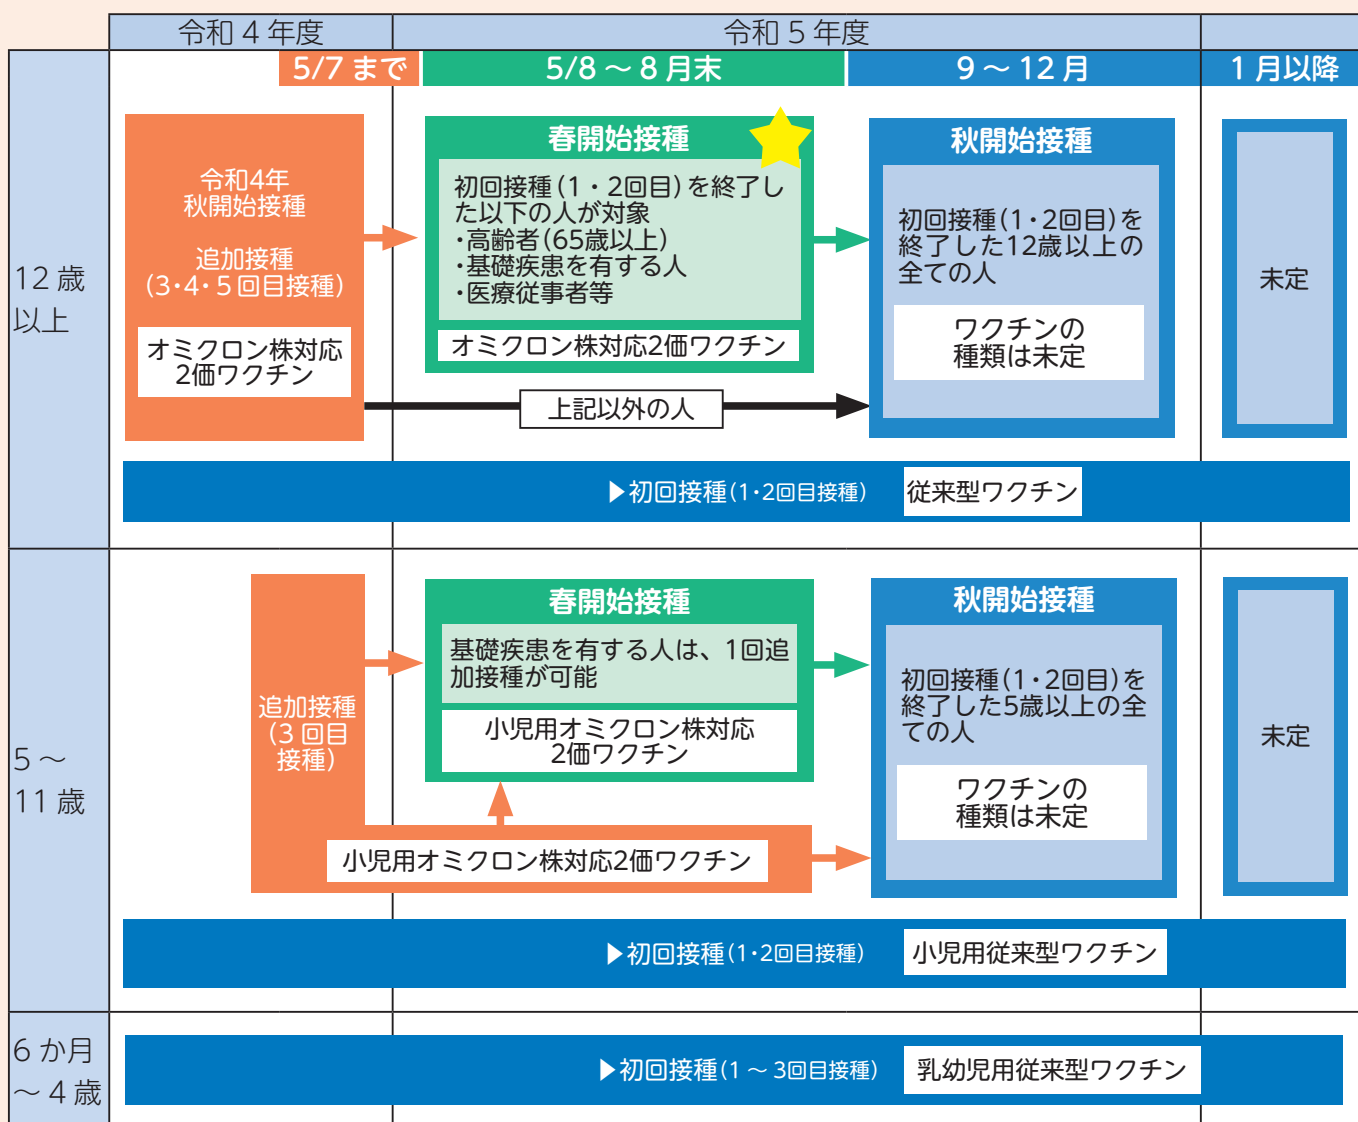 令和 4 年度
令和 5 年度
5/7 まで
5/8 ～ 8 月末
9 ～ 12 月
1 月以降
12 歳
以上
令和4年
秋開始接種
追加接種
(3・4・5 回目接種)
オミクロン株対応
2価ワクチン
春開始接種
初回接種(1・2回目)を終了し
た以下の人が対象
・高齢者(65歳以上)
・基礎疾患を有する人
・医療従事者等
オミクロン株対応2価ワクチン
上記以外の人
秋開始接種
初回接種(1・2回目)を
終了した12歳以上の
全ての人
ワクチンの
種類は未定
未定
▶初回接種(1・2回目接種)
従来型ワクチン
5 ～
11 歳
追加接種
(3 回目
接種)
春開始接種
基礎疾患を有する人は、1回追
加接種が可能
小児用オミクロン株対応
2価ワクチン
小児用オミクロン株対応2価ワクチン
秋開始接種
初回接種(1・2回目)を
終了した5歳以上の全
ての人
ワクチンの
種類は未定
未定
▶初回接種(1・2回目接種)
小児用従来型ワクチン
6 か月
～ 4 歳
▶初回接種(1 ～ 3回目接種)
乳幼児用従来型ワクチン